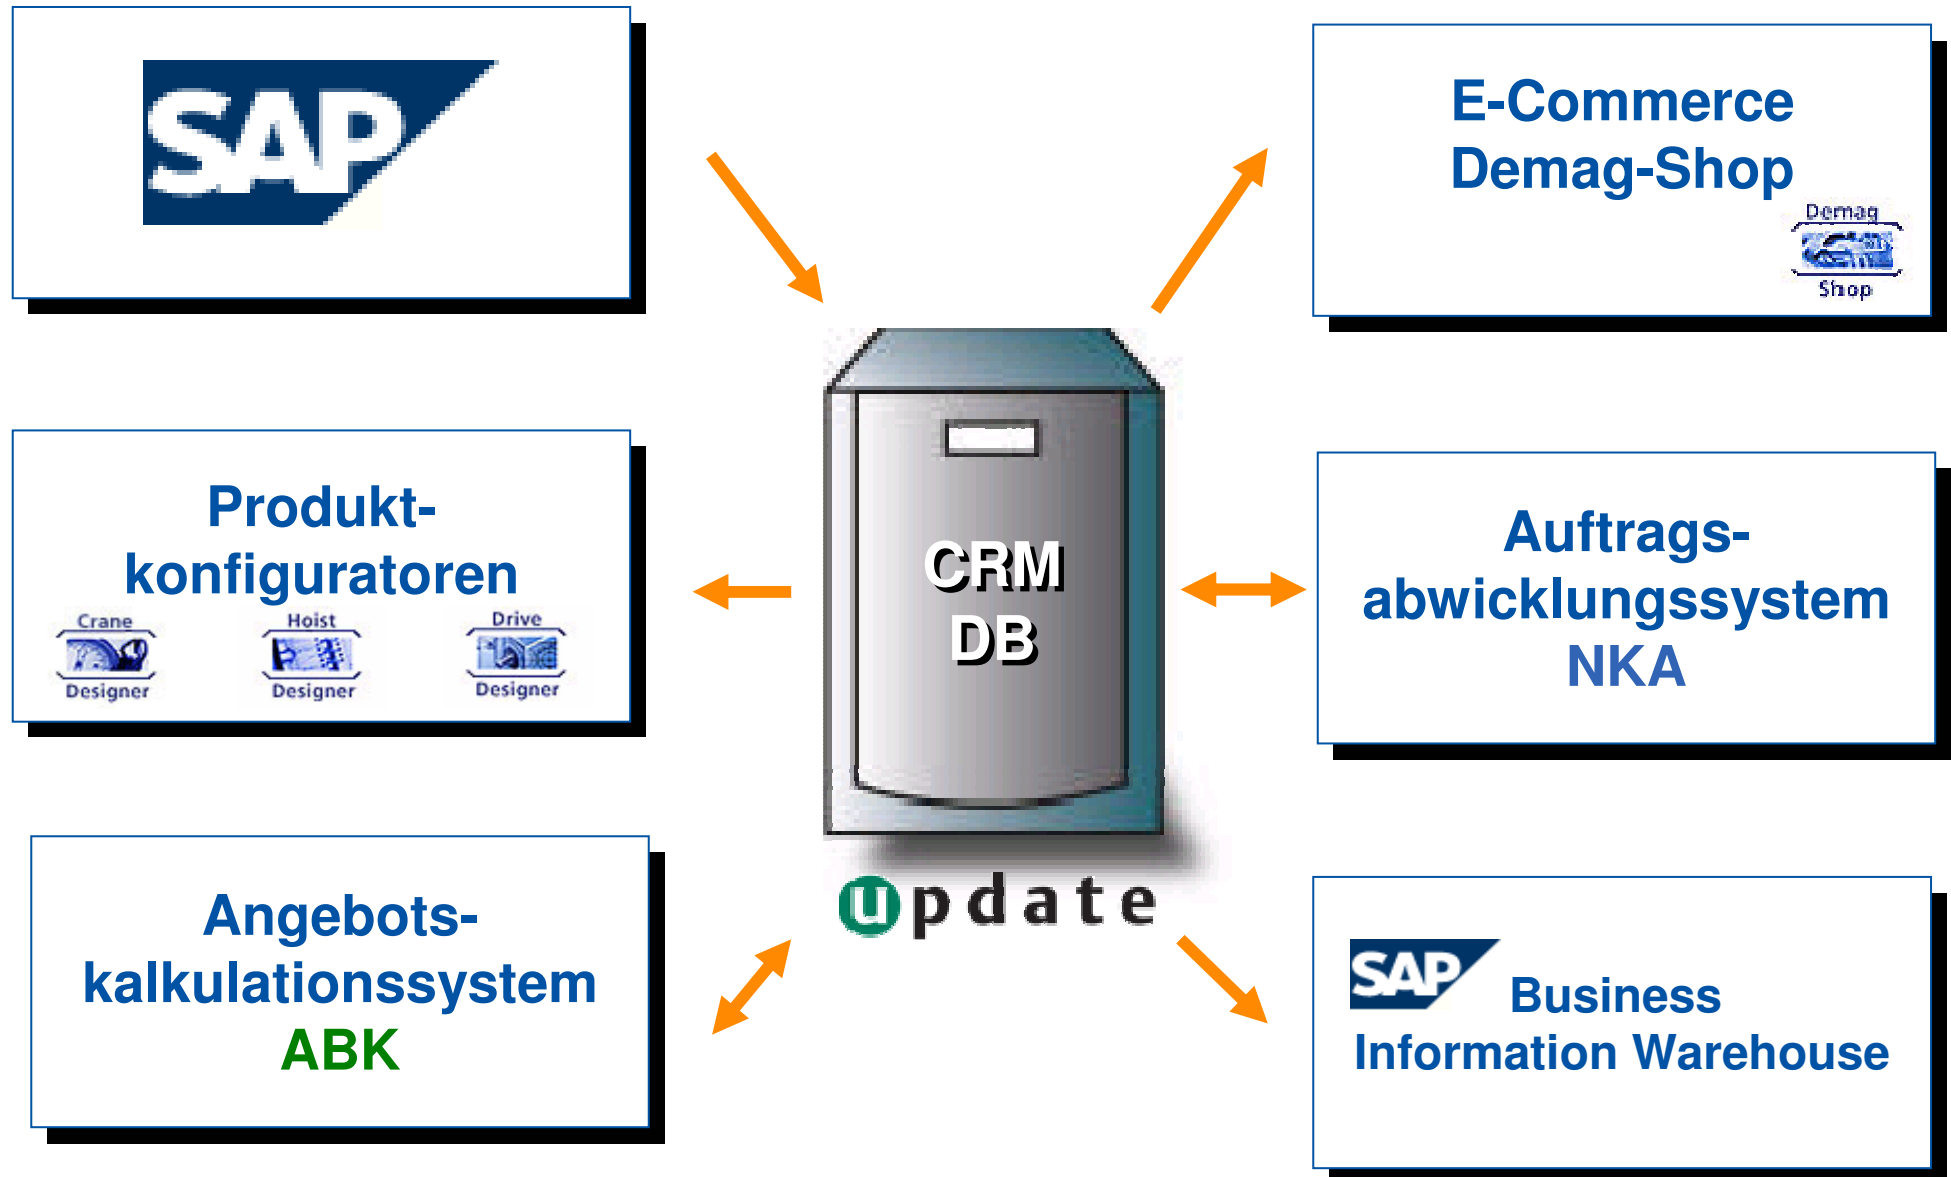 SAP
E-Commerce
Demag-Shop
Demag
Shop
Produkt-
konfiguratoren
Crane
Designer
Hoist
Designer
Drive
Designer
CRM
DB
update
Auftrags-
abwicklungssystem
NKA
Angebots-
kalkulationssystem
ABK
SAP Business
Information Warehouse